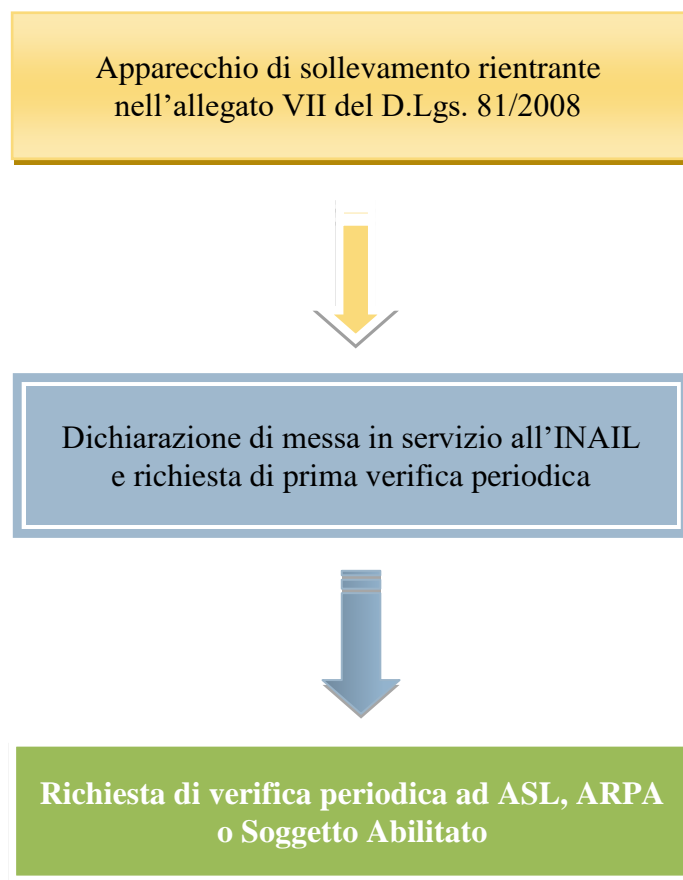 Apparecchio di sollevamento rientrante
nell’allegato VII del D.Lgs. 81/2008
Dichiarazione di messa in servizio all’INAIL
e richiesta di prima verifica periodica
Richiesta di verifica periodica ad ASL, ARPA
o Soggetto Abilitato